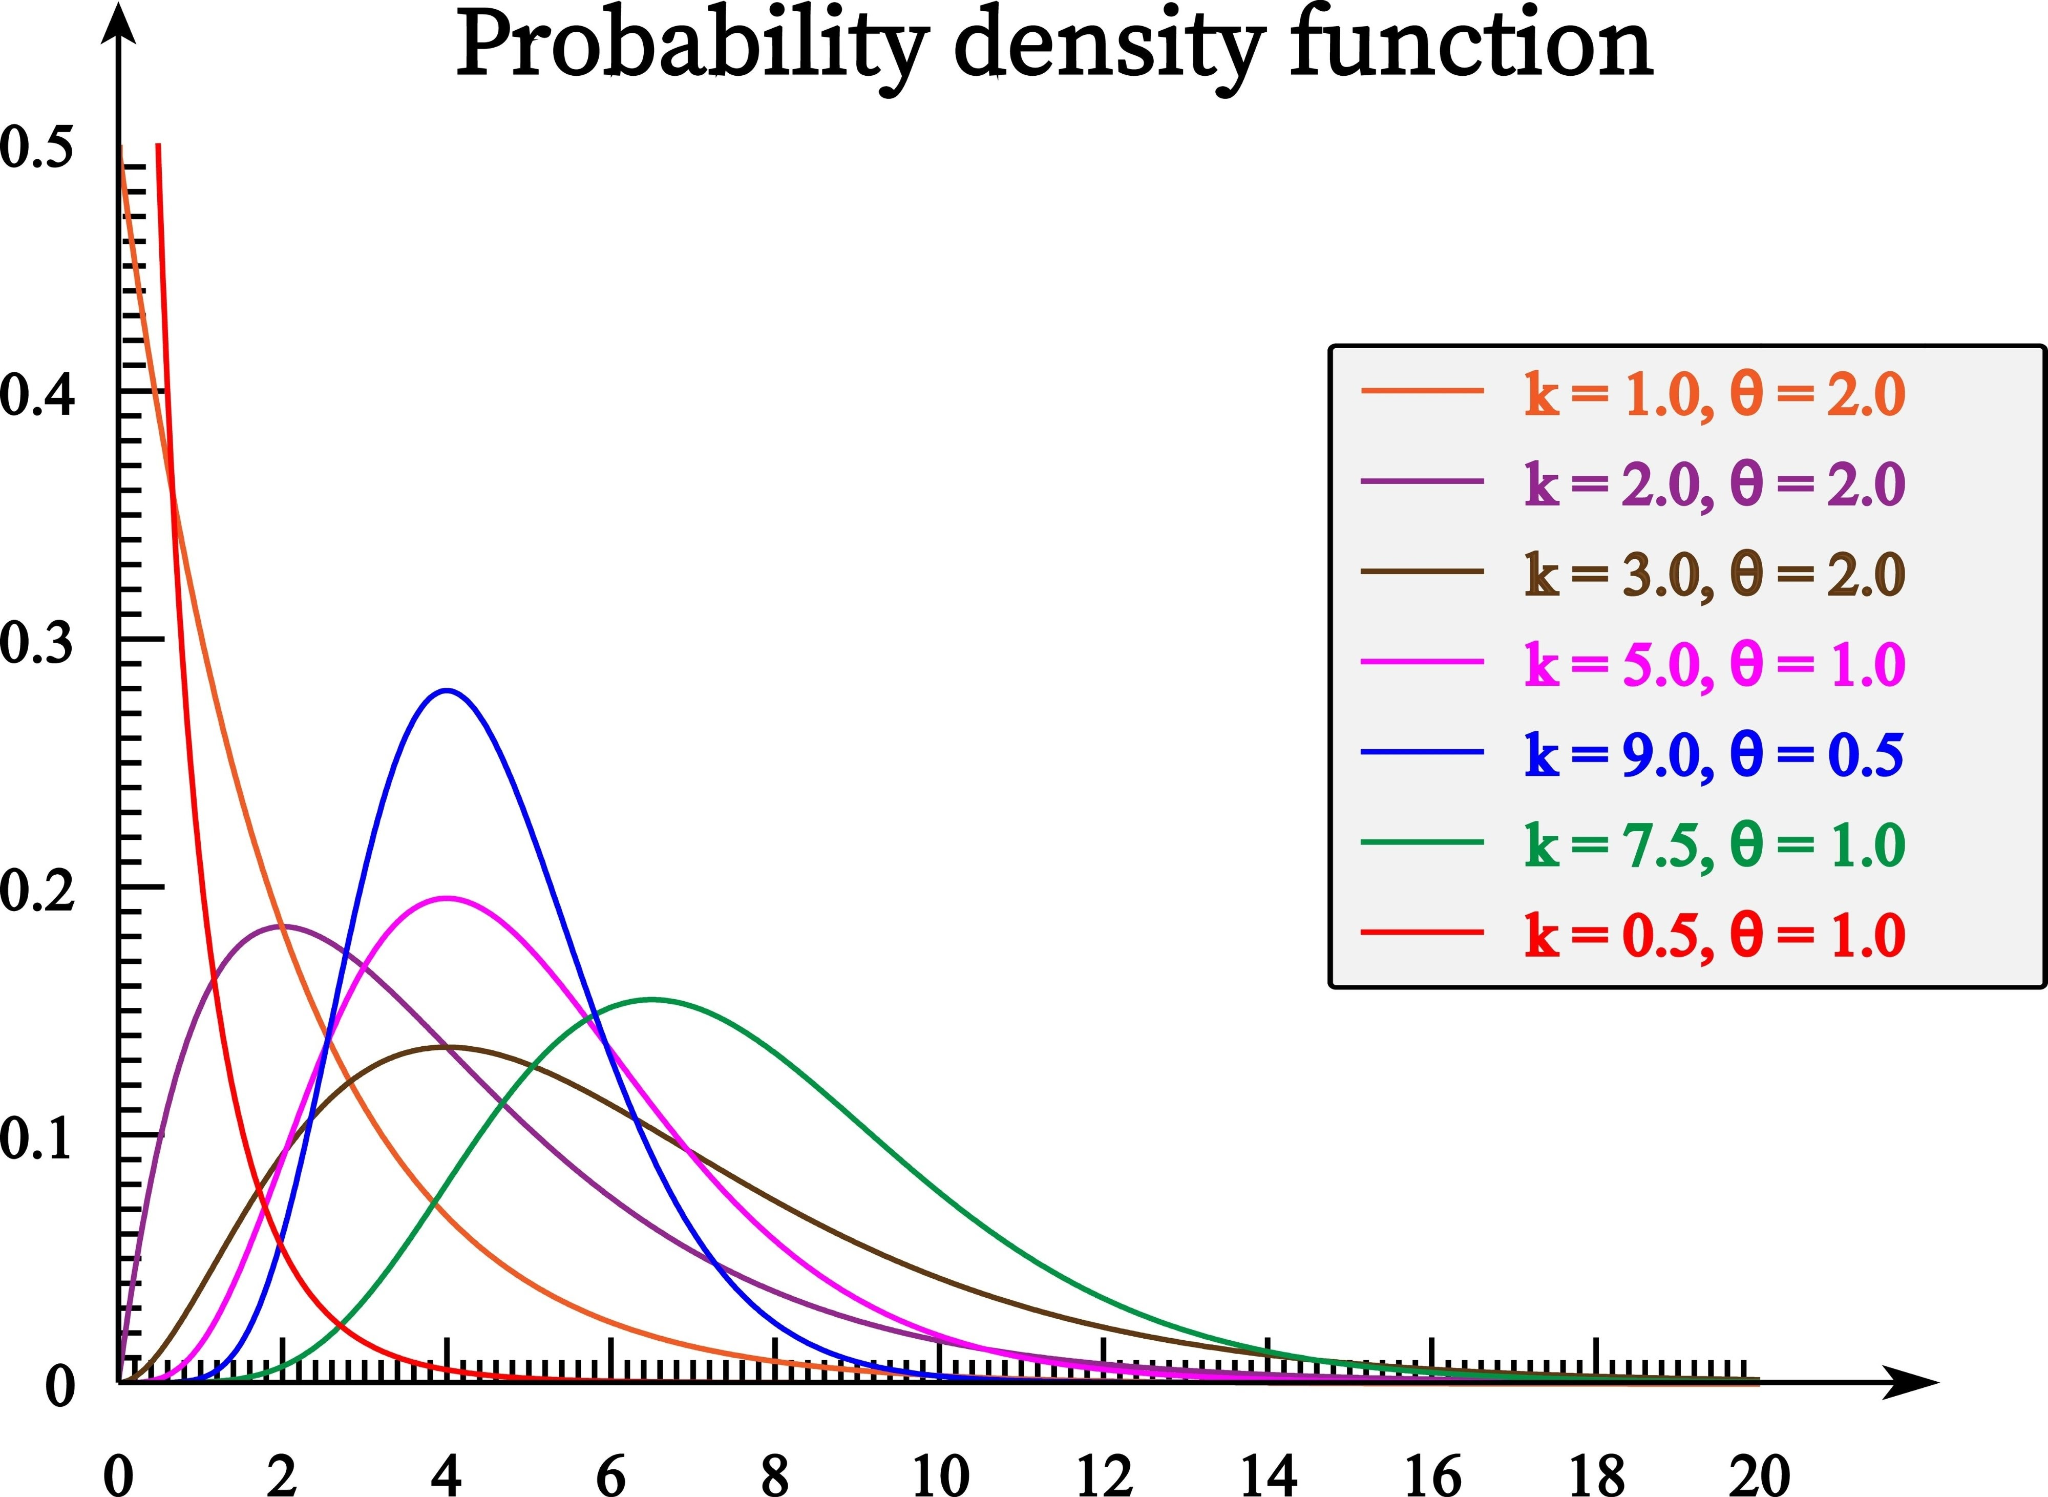 Probability density function
0.5
0.4
0.3
0.2
0.1
0
k = 1.0, θ = 2.0
k = 2.0, θ = 2.0
k = 3.0, θ = 2.0
k = 5.0, θ = 1.0
k = 9.0, θ = 0.5
k = 7.5, θ = 1.0
k = 0.5, θ = 1.0
0 2 4 6 8 10 12 14 16 18 20